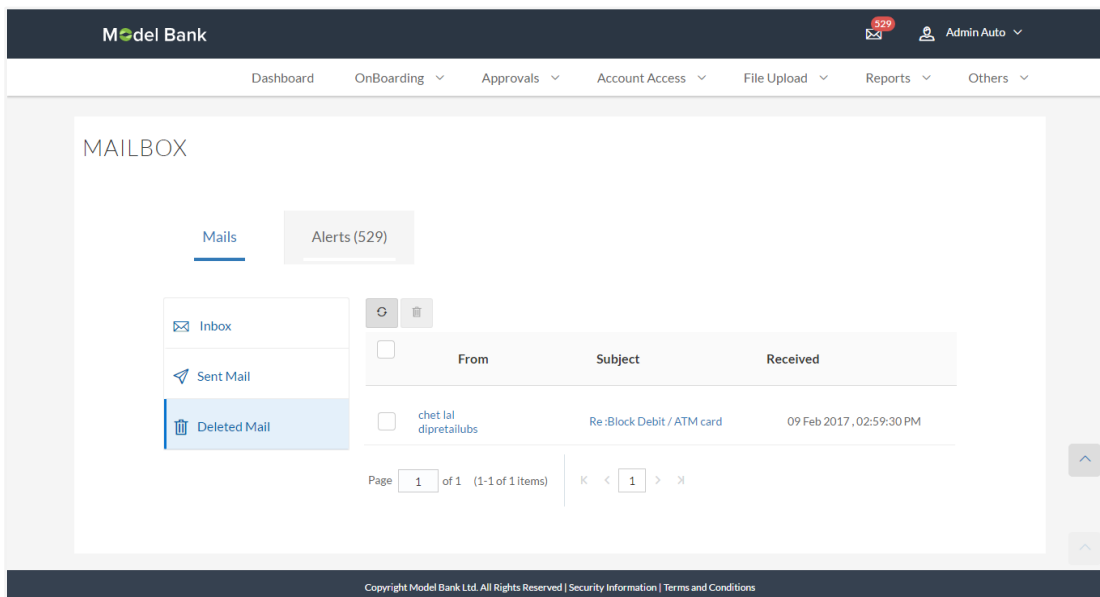 Model Bank
529
Admin Auto
Dashboard OnBoarding Approvals Account Access File Upload Reports Others
MAILBOX
Mails Alerts (529)
Inbox
Sent Mail
Deleted Mail
From Subject Received
chet lal
dipretailubs
Re :Block Debit / ATM card 09 Feb 2017 , 02:59:30 PM
Page 1 of 1 (1-1 of 1 items) 1
Copyright Model Bank Ltd. All Rights Reserved | Security Information | Terms and Conditions